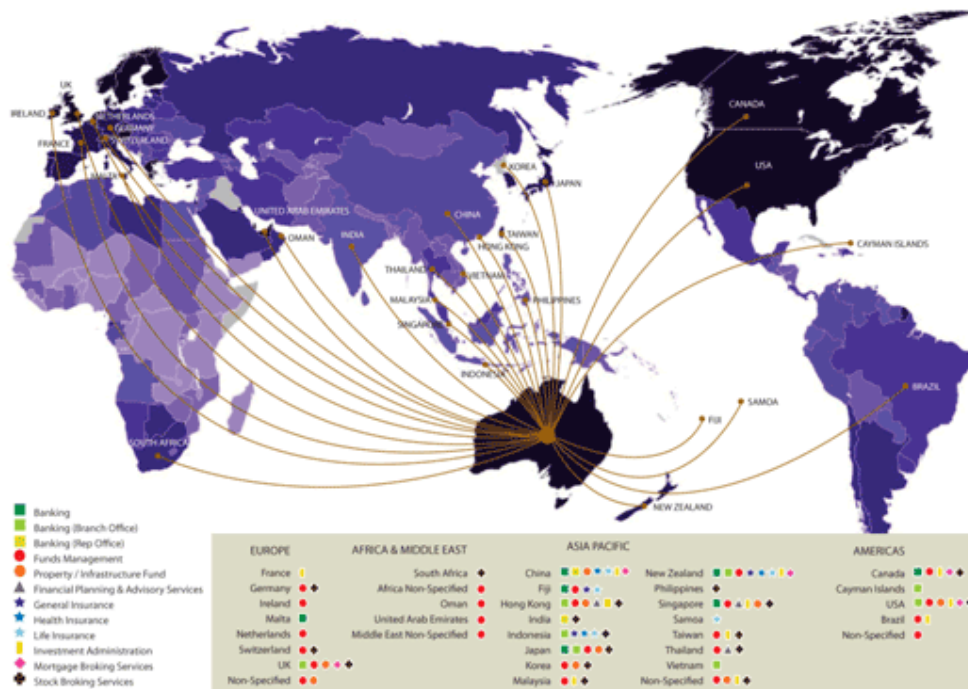 UK
IRELAND
NETHERLANDS
GERMANY
SWITZERLAND
FRANCE
MALTA
UNITED ARAB EMIRATES
OMAN
INDIA
CHINA
KOREA
JAPAN
TAIWAN
HONG KONG
THAILAND
VIETNAM
MALAYSIA
PHILIPPINES
SINGAPORE
INDONESIA
CANADA
USA
CAYMAN ISLANDS
BRAZIL
SAMOA
FIJI
NEW ZEALAND
SOUTH AFRICA
Banking
Banking (Branch Office)
Banking (Rep Office)
Funds Management
Property / Infrastructure Fund
Financial Planning & Advisory Services
General Insurance
Health Insurance
Life Insurance
Investment Administration
Mortgage Broking Services
Stock Broking Services
EUROPE
France
Germany
Ireland
Malta
Netherlands
Switzerland
UK
Non-Specified
AFRICA & MIDDLE EAST
South Africa
Africa Non-Specified
Oman
United Arab Emirates
Middle East Non-Specified
ASIA PACIFIC
China
Fiji
Hong Kong
India
Indonesia
Japan
Korea
Malaysia
New Zealand
Philippines
Singapore
Samoa
Taiwan
Thailand
Vietnam
Non-Specified
AMERICAS
Canada
Cayman Islands
USA
Brazil
Non-Specified